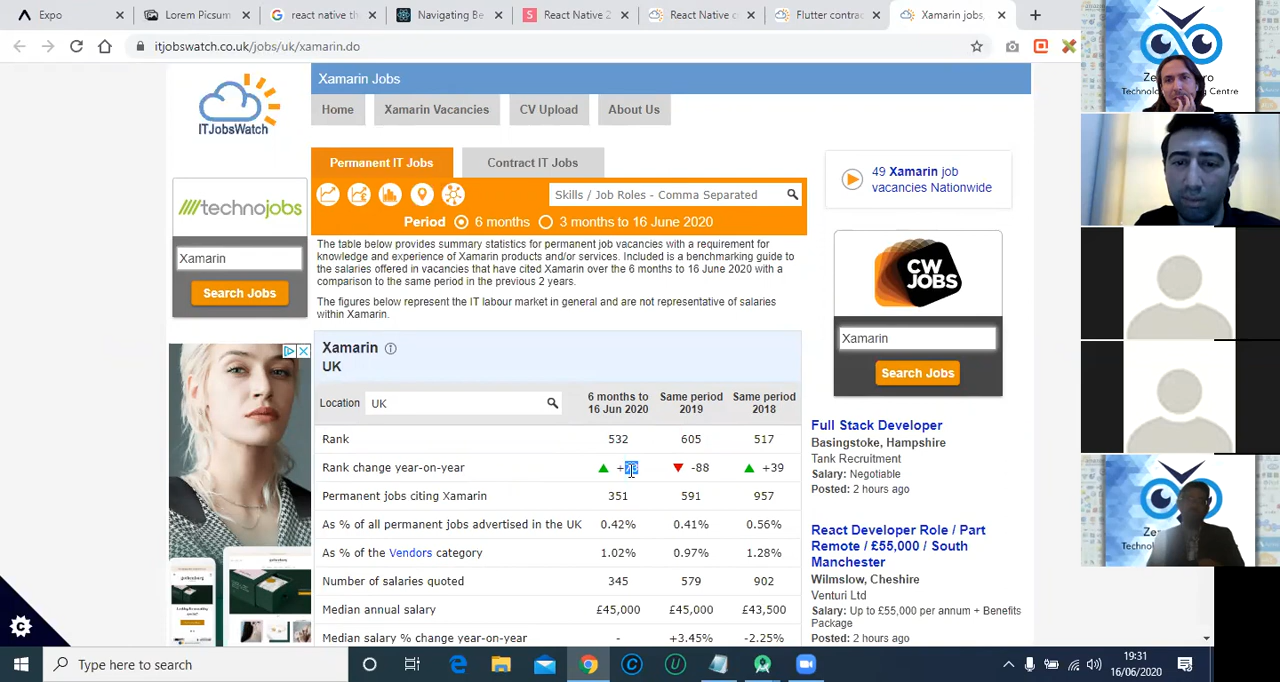 Expo
Lorem Picsum
react native th
Navigating Be
React Native 2
React Native c
Flutter contrac
Xamarin jobs,
itjobswatch.co.uk/jobs/uk/xamarin.do
ITJobsWatch
Xamarin Jobs
Home
Xamarin Vacancies
CV Upload
About Us
Permanent IT Jobs
Contract IT Jobs
Skills / Job Roles - Comma Separated
Period 6 months 3 months to 16 June 2020
The table below provides summary statistics for permanent job vacancies with a requirement for
knowledge and experience of Xamarin products and/or services. Included is a benchmarking guide to
the salaries offered in vacancies that have cited Xamarin over the 6 months to 16 June 2020 with a
comparison to the same period in the previous 2 years.
The figures below represent the IT labour market in general and are not representative of salaries
within Xamarin.
technojobs
Xamarin
Search Jobs
Xamarin
UK
Location UK
6 months to
16 Jun 2020
Same period
2019
Same period
2018
Rank 532 605 517
Rank change year-on-year -88 +39
Permanent jobs citing Xamarin 351 591 957
As % of all permanent jobs advertised in the UK 0.42% 0.41% 0.56%
As % of the Vendors category 1.02% 0.97% 1.28%
Number of salaries quoted 345 579 902
Median annual salary £45,000 £45,000 £43,500
Median salary % change year-on-year - +3.45% -2.25%
49 Xamarin job
vacancies Nationwide
CW
JOBS
Xamarin
Search Jobs
Full Stack Developer
Basingstoke, Hampshire
Tank Recruitment
Salary: Negotiable
Posted: 2 hours ago
React Developer Role / Part
Remote / £55,000 / South
Manchester
Wilmslow, Cheshire
Venturi Ltd
Salary: Up to £55,000 per annum + Benefits
Package
Posted: 2 hours ago
Type here to search
19:31
16/06/2020